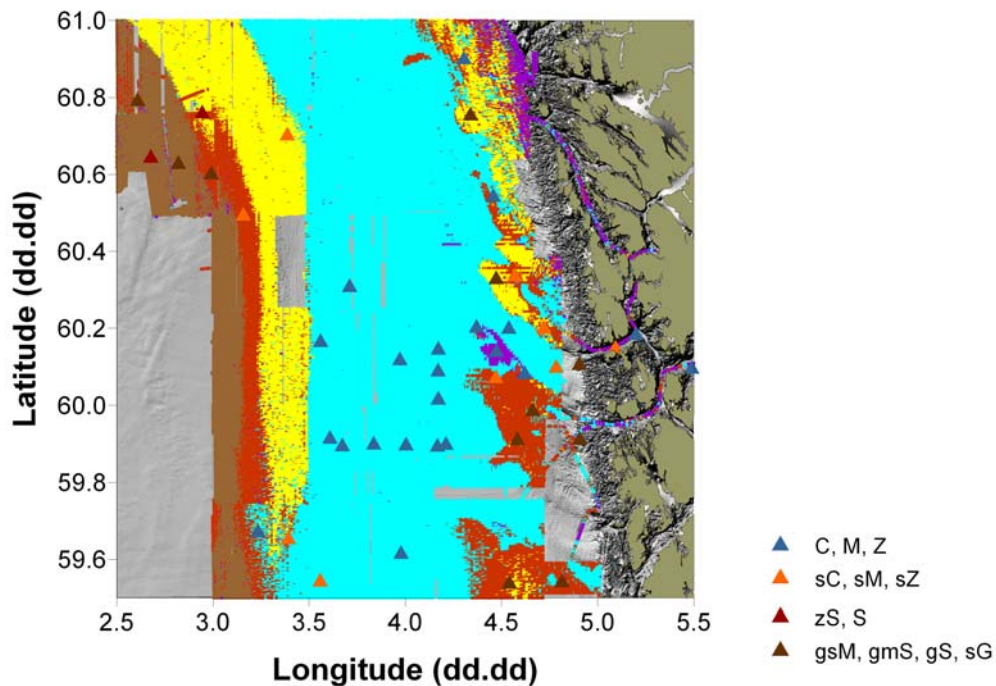 61.0
60.8
60.6
60.4
60.2
60.0
59.8
59.6
Latitude (dd.dd)
2.5 3.0 3.5 4.0 4.5 5.0 5.5
Longitude (dd.dd)
C, M, Z
sC, sM, sZ
zS, S
gsM, gmS, gS, sG